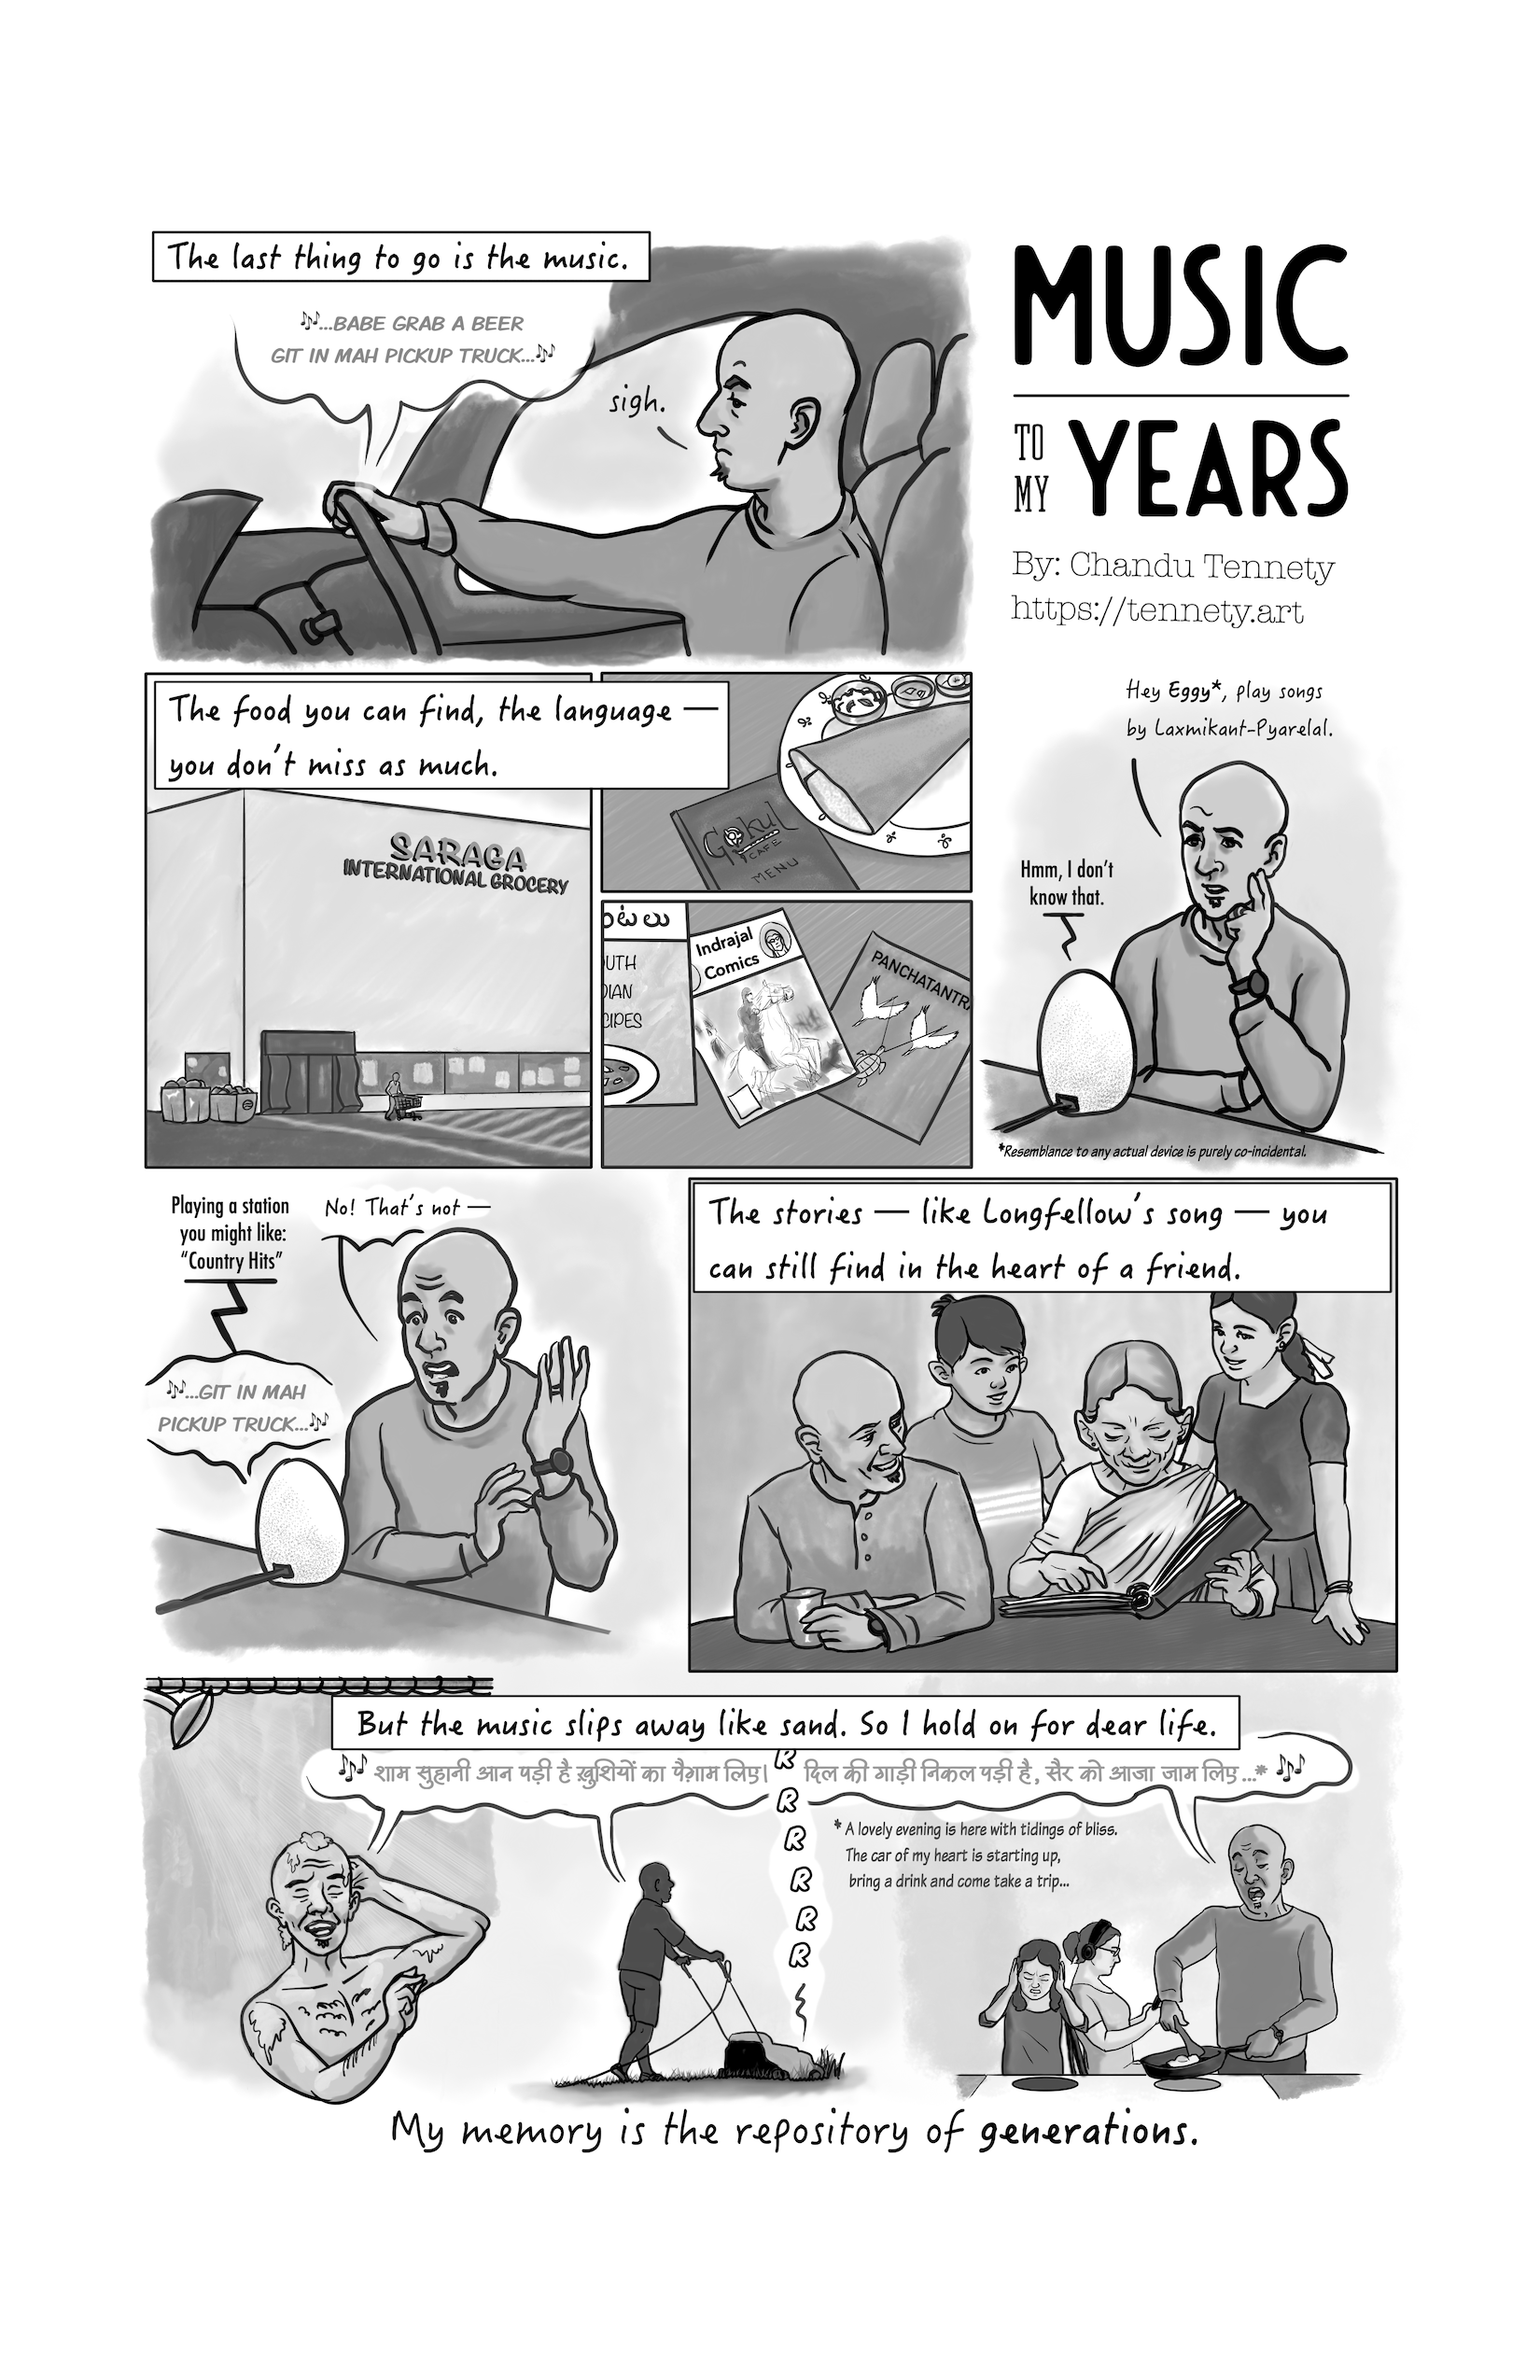 The last thing to go is the music.
...BABE GRAB A BEER
GIT IN MAH PICKUP TRUCK...
sigh.
MUSIC
TO
MY
YEARS
By: Chandu Tennety
https://tennety.art
The food you can find, the language —
you don't miss as much.
SARAGA
INTERNATIONAL GROCERY
Gokul
CAFE
MENU
UTH
IPES
Indrajal
Comics
PANCHATANTR
Hey Eggy*, play songs
by Laxmikant-Pyarelal.
Hmm, I don't
know that.
*Resemblance to any actual device is purely co-incidental.
Playing a station
you might like:
"Country Hits"
No! That's not —
...GIT IN MAH
PICKUP TRUCK...
The stories — like Longfellow's song — you
can still find in the heart of a friend.
But the music slips away like sand. So I hold on for dear life.
शाम सुहानी आन पड़ी है ख़ुशियों का पैग़ाम लिए। दिल की गाड़ी निकल पड़ी है, सैर को आजा जाम लिए...*
R
R
R
R
R
R
* A lovely evening is here with tidings of bliss.
The car of my heart is starting up,
bring a drink and come take a trip...
My memory is the repository of generations.